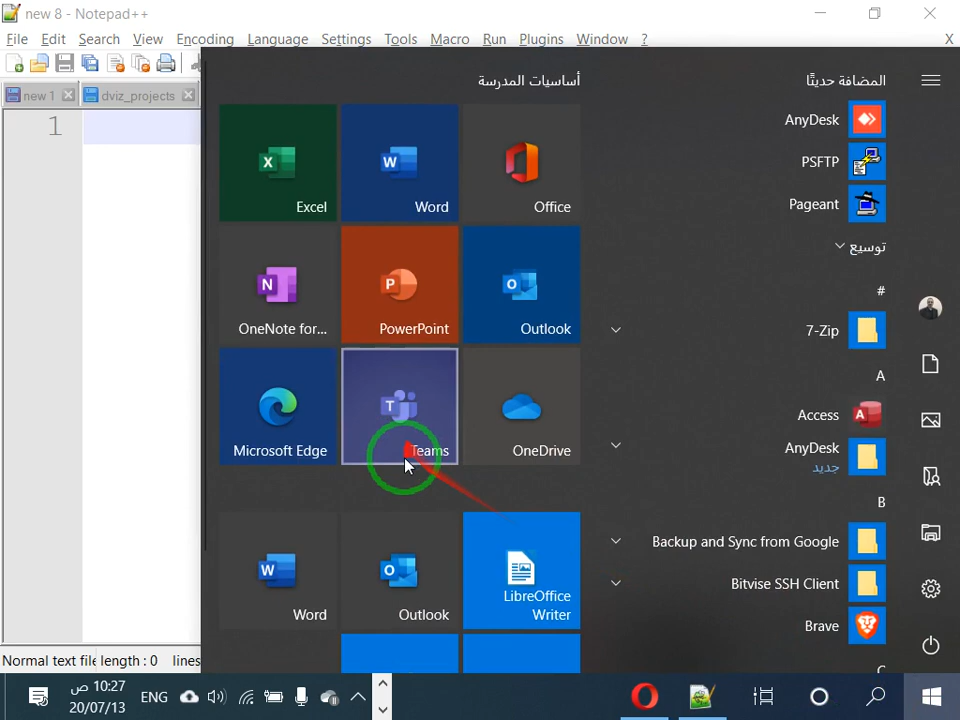 new 8 - Notepad++
File Edit Search View Encoding Language Settings Tools Macro Run Plugins Window ? X
new 1 dviz_projects
1
المضافة حديثًا
AnyDesk
PSFTP
Pageant
توسيع
#
7-Zip
A
Access
AnyDesk
جديد
B
Backup and Sync from Google
Bitvise SSH Client
Brave
C
أساسيات المدرسة
Excel Word Office
OneNote for... PowerPoint Outlook
Microsoft Edge Teams OneDrive
Word Outlook LibreOffice
Writer
Normal text file length : 0 lines
10:27 ص
20/07/13
ENG